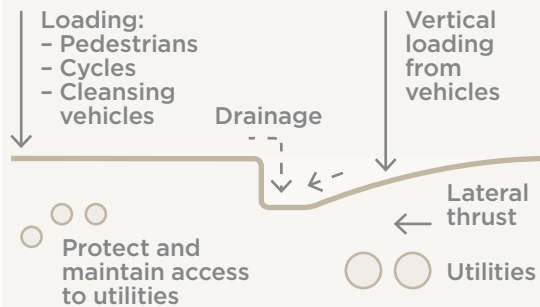 Loading:
– Pedestrians
– Cycles
– Cleansing
vehicles
Drainage
Vertical
loading
from
vehicles
Lateral
thrust
Protect and
maintain access
to utilities
Utilities